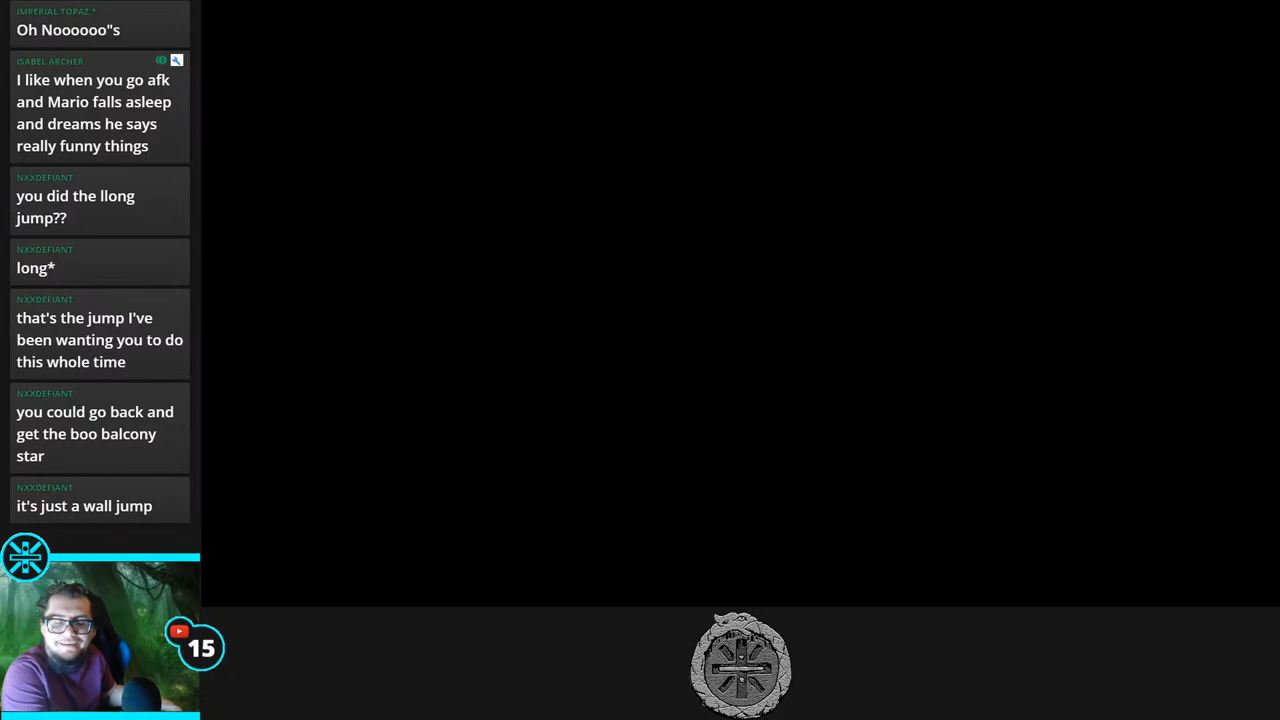 IMPERIAL TOPAZ *
Oh Noooooo"s
ISABEL ARCHER
I like when you go afk
and Mario falls asleep
and dreams he says
really funny things
NXXDEFIANT
you did the llong
jump??
NXXDEFIANT
long*
NXXDEFIANT
that's the jump I've
been wanting you to do
this whole time
NXXDEFIANT
you could go back and
get the boo balcony
star
NXXDEFIANT
it's just a wall jump
15